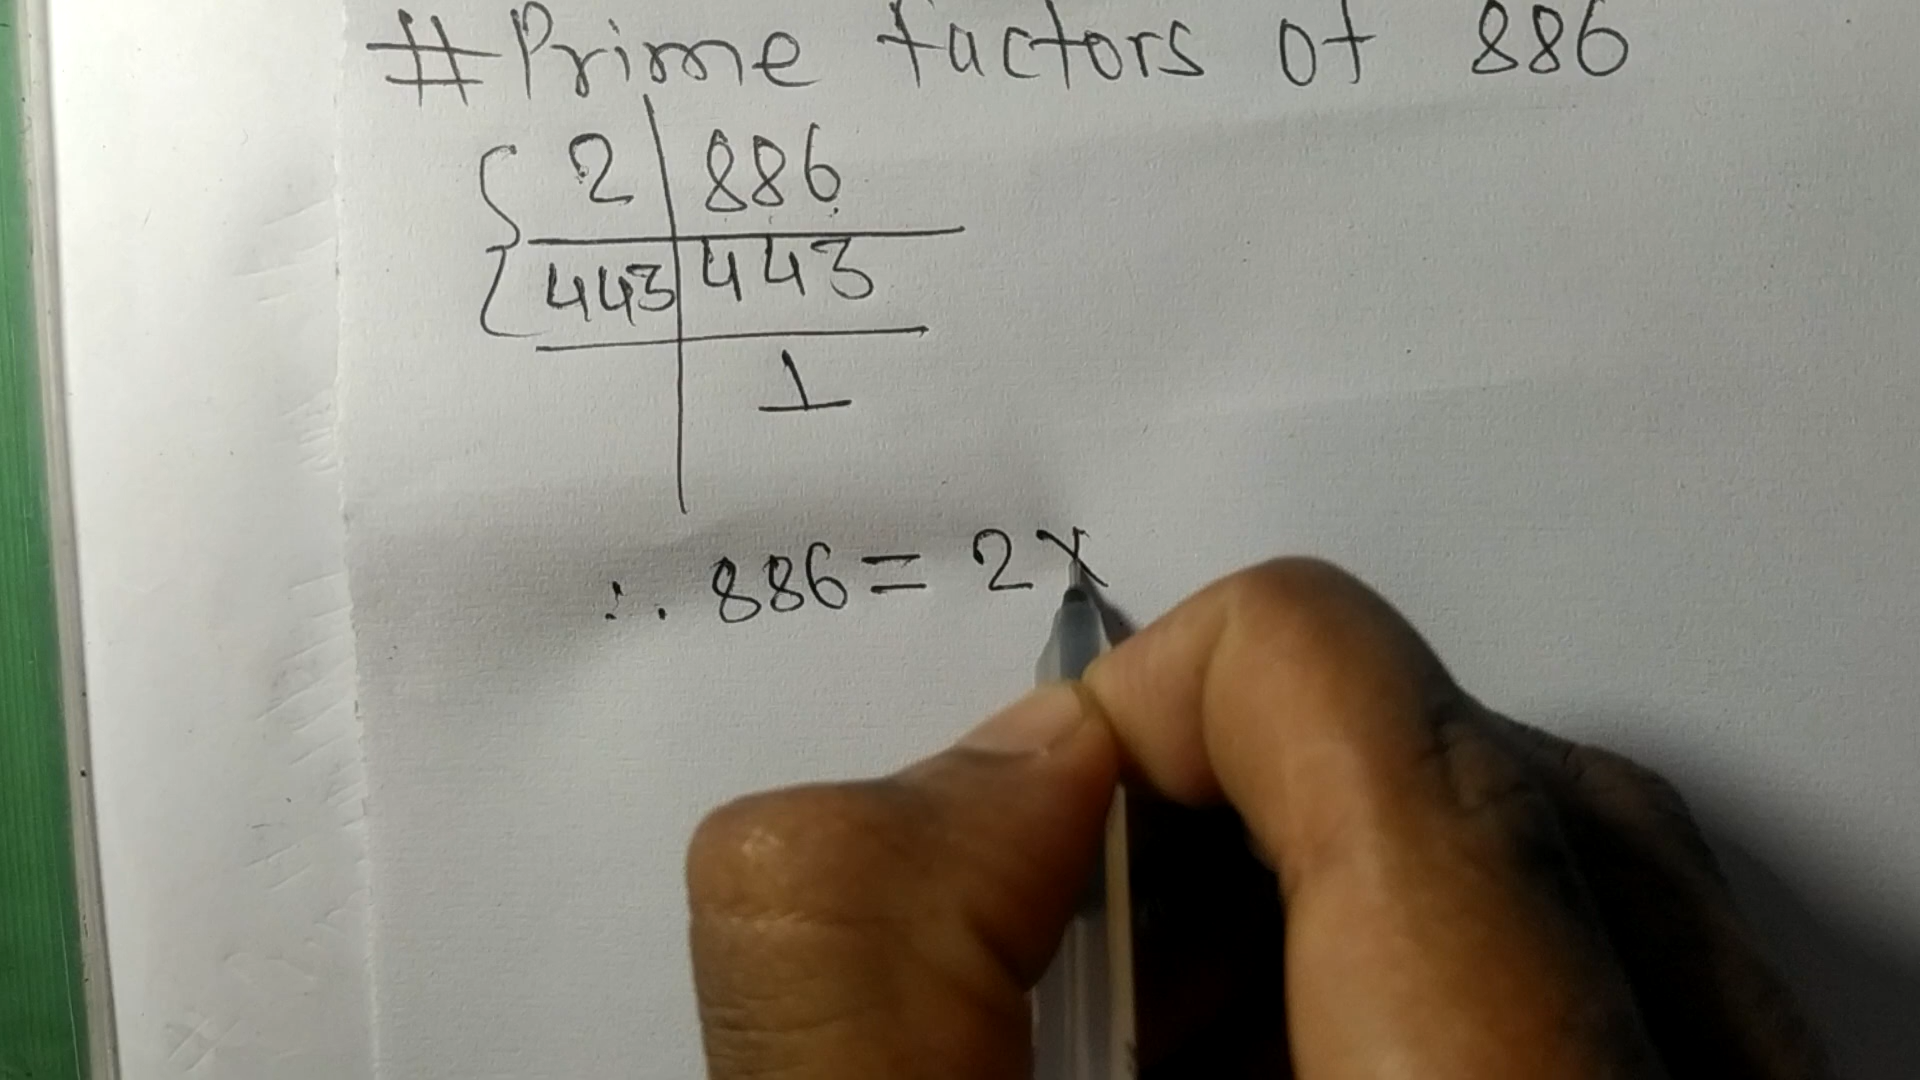 #Prime factors of 886
2 886
443 443
1
∴ 886 = 2 ×